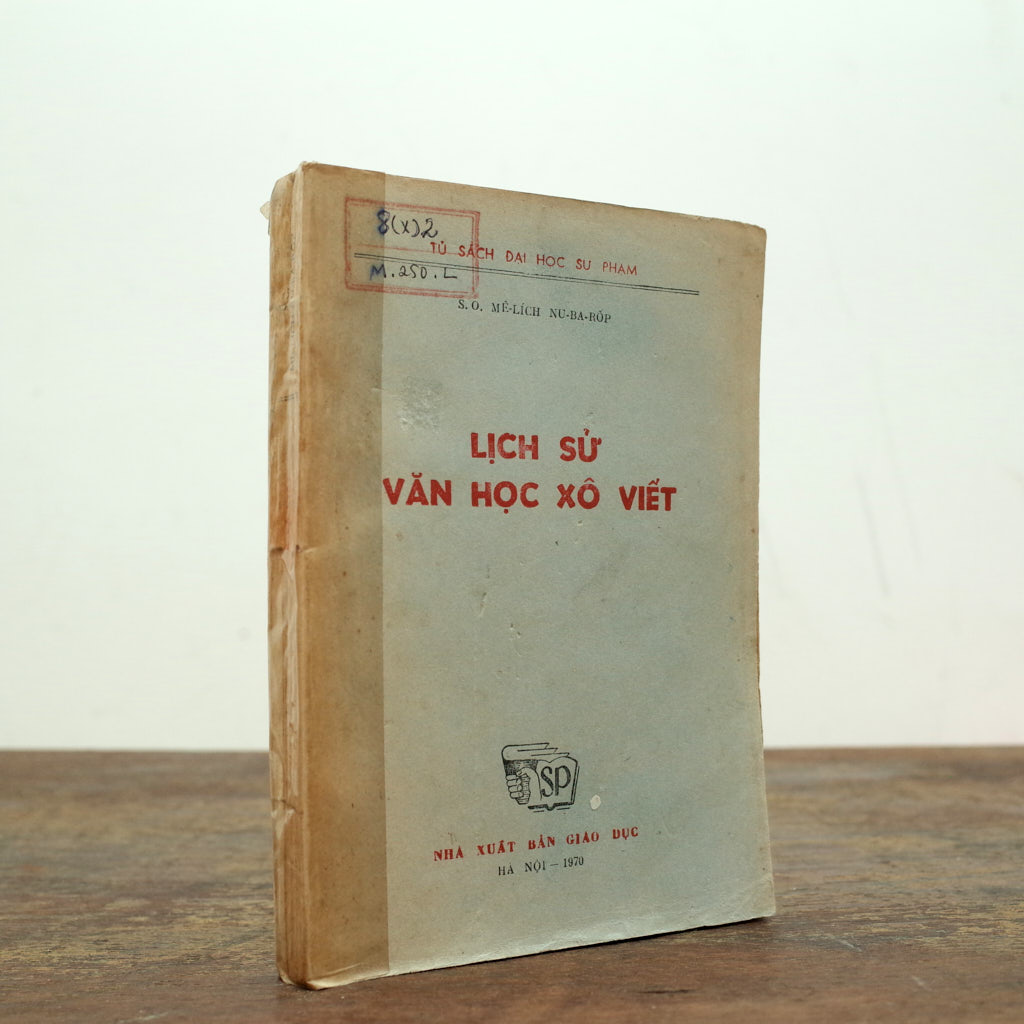 8(x)2
TỦ SÁCH ĐẠI HỌC SƯ PHẠM
M.250.L
S.O. MÊ-LÍCH NU-BA-RỐP
LỊCH SỬ
VĂN HỌC XÔ VIẾT
SP
NHÀ XUẤT BẢN GIÁO DỤC
HÀ NỘI — 1970